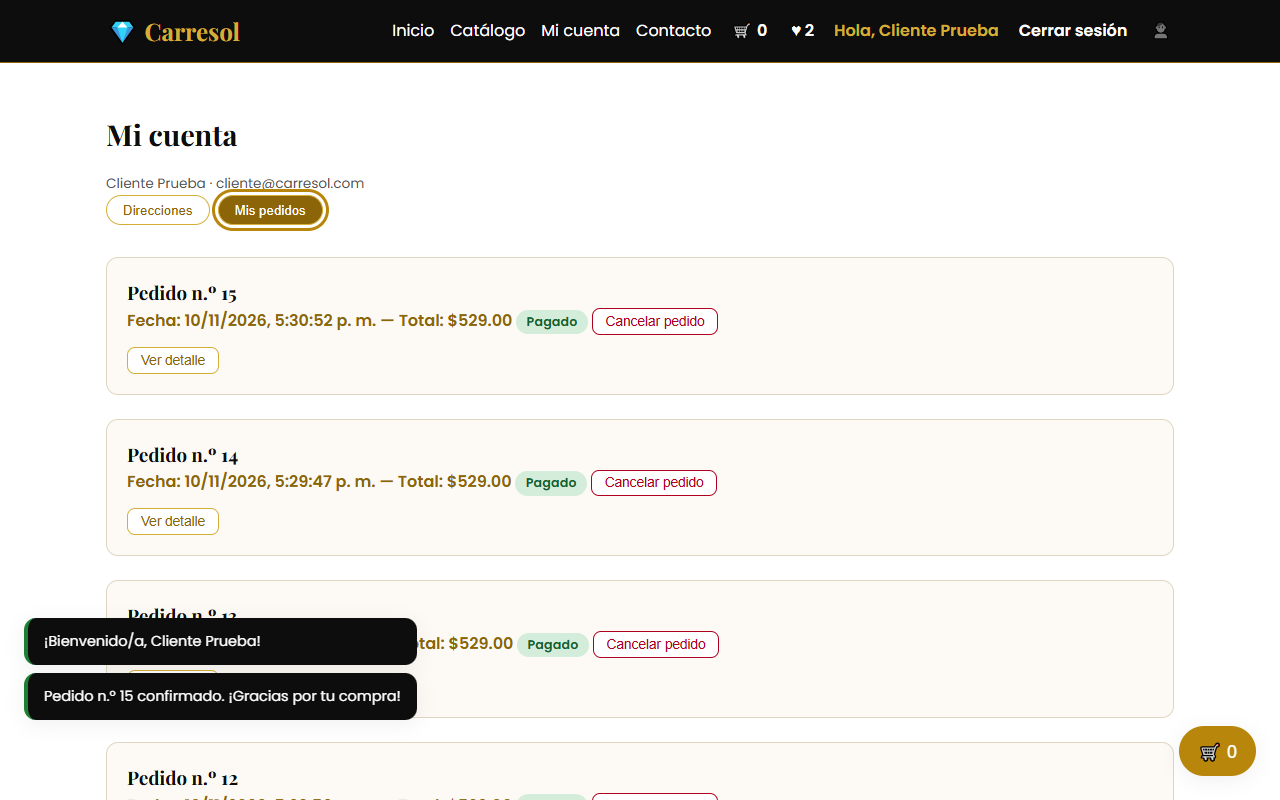 Carresol
Inicio Catálogo Mi cuenta Contacto 0 2 Hola, Cliente Prueba Cerrar sesión
Mi cuenta
Cliente Prueba · cliente@carresol.com
Direcciones Mis pedidos
Pedido n.º 15
Fecha: 10/11/2026, 5:30:52 p. m. — Total: $529.00 Pagado Cancelar pedido
Ver detalle
Pedido n.º 14
Fecha: 10/11/2026, 5:29:47 p. m. — Total: $529.00 Pagado Cancelar pedido
Ver detalle
Pedido n.º 13
$529.00 Pagado Cancelar pedido
¡Bienvenido/a, Cliente Prueba!
Pedido n.º 15 confirmado. ¡Gracias por tu compra!
0
Pedido n.º 12